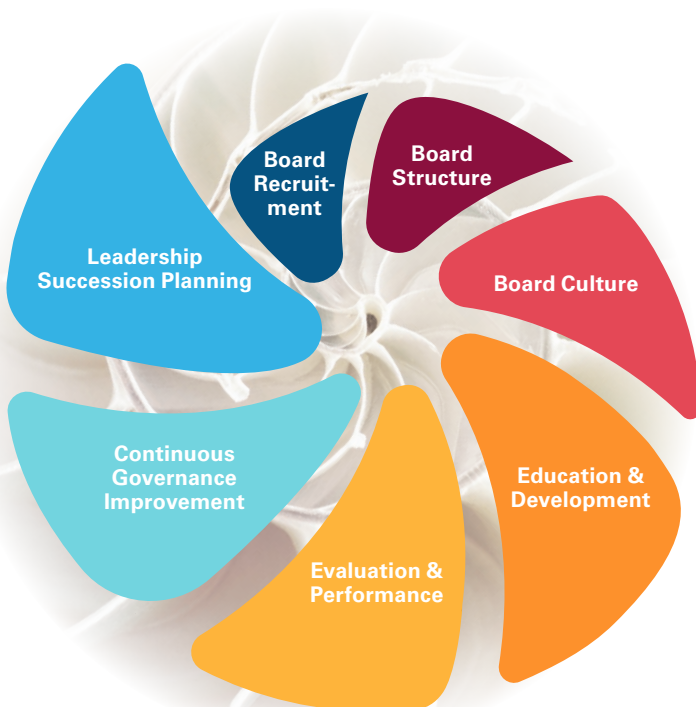 Board
Recruit-
ment
Board
Structure
Board Culture
Education &
Development
Evaluation &
Performance
Continuous
Governance
Improvement
Leadership
Succession Planning